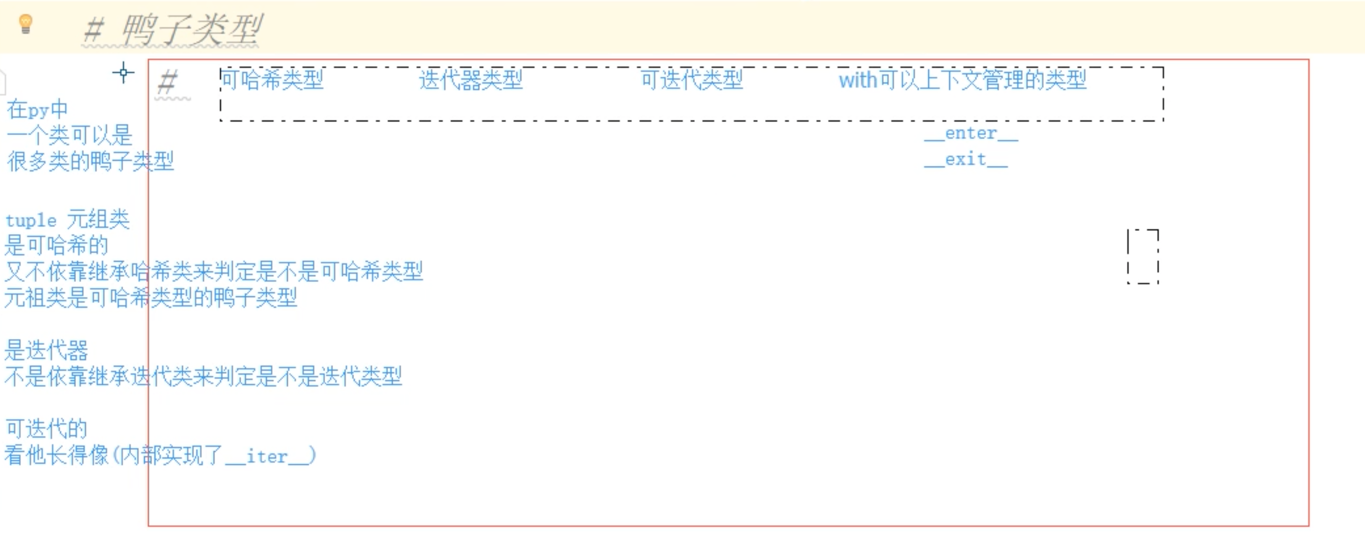 # 鸭子类型
# 可哈希类型 迭代器类型 可迭代类型 with可以上下文管理的类型
__enter__
__exit__
在py中
一个类可以是
很多类的鸭子类型
tuple 元组类
是可哈希的
又不依靠继承哈希类来判定是不是可哈希类型
元祖类是可哈希类型的鸭子类型
是迭代器
不是依靠继承迭代类来判定是不是迭代类型
可迭代的
看他长得像(内部实现了__iter__)